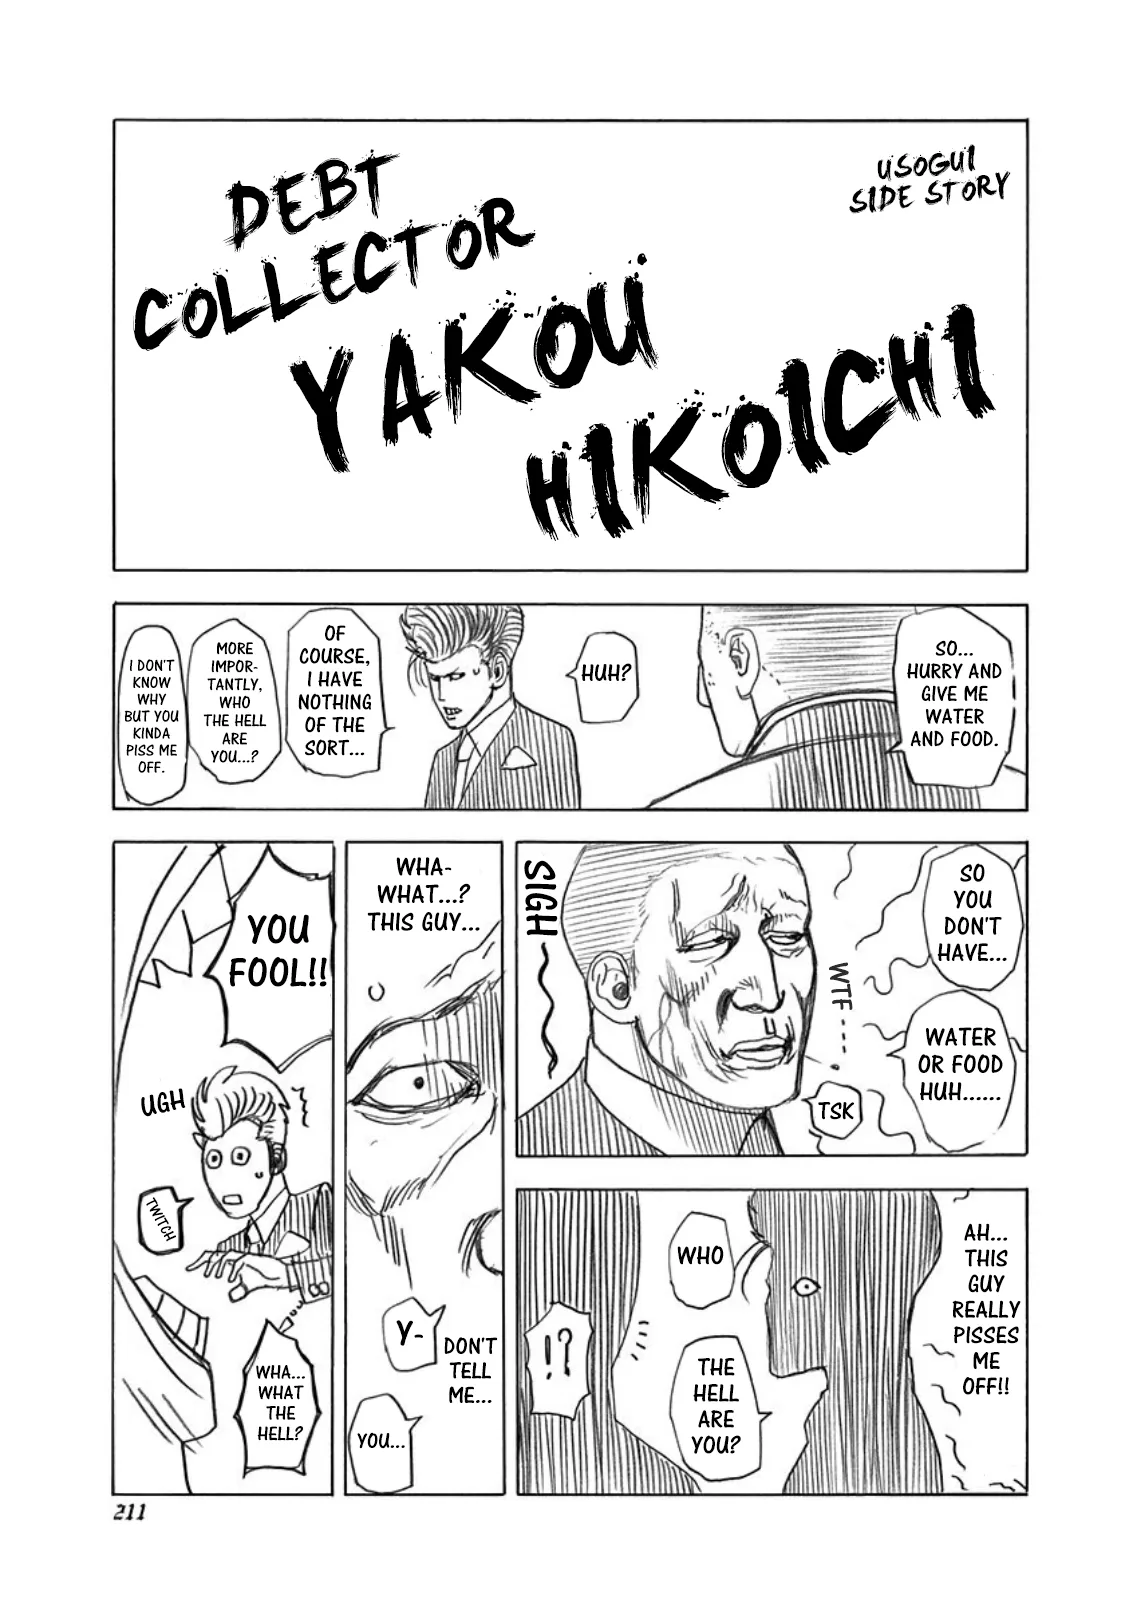 USOGUI
SIDE STORY
DEBT
COLLECTOR
YAKOU
HIKOICHI
SO...
HURRY AND
GIVE ME
WATER
AND FOOD.
HUH?
OF
COURSE,
I HAVE
NOTHING
OF THE
SORT...
MORE
IMPOR-
TANTLY,
WHO
THE HELL
ARE
YOU...?
I DON'T
KNOW
WHY
BUT YOU
KINDA
PISS ME
OFF.
SO
YOU
DON'T
HAVE...
WATER
OR FOOD
HUH......
WTF----
TSK
SIGH
AH...
THIS
GUY
REALLY
PISSES
ME
OFF!!
WHO
THE
HELL
ARE
YOU?
!?
WHA-
WHAT...?
THIS GUY...
Y-
DON'T
TELL
ME...
YOU...
YOU
FOOL!!
UGH
TWITCH
WHA...
WHAT
THE
HELL?
211